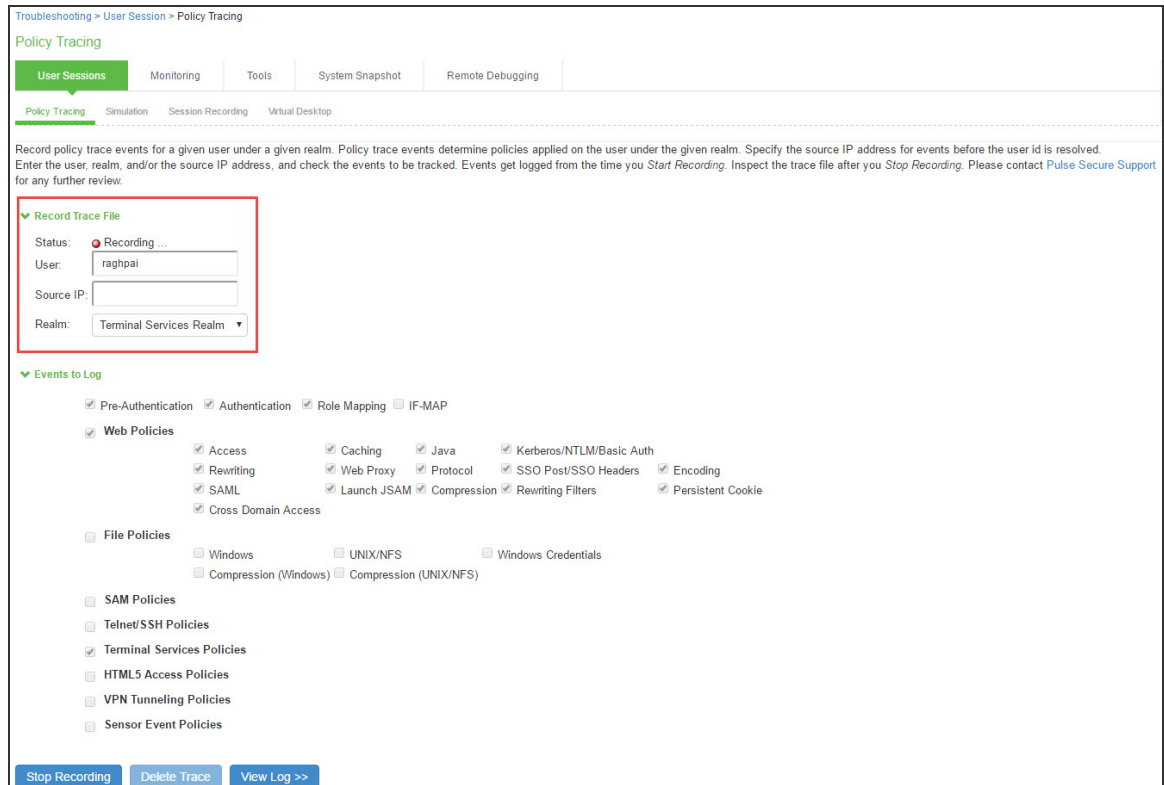 Troubleshooting > User Session > Policy Tracing
Policy Tracing
User Sessions Monitoring Tools System Snapshot Remote Debugging
Policy Tracing Simulation Session Recording Virtual Desktop
Record policy trace events for a given user under a given realm. Policy trace events determine policies applied on the user under the given realm. Specify the source IP address for events before the user id is resolved.
Enter the user, realm, and/or the source IP address, and check the events to be tracked. Events get logged from the time you Start Recording. Inspect the trace file after you Stop Recording. Please contact Pulse Secure Support
for any further review.
Record Trace File
Status: Recording ...
User: raghpai
Source IP:
Realm: Terminal Services Realm
Events to Log
Pre-Authentication Authentication Role Mapping IF-MAP
Web Policies
Access Caching Java Kerberos/NTLM/Basic Auth
Rewriting Web Proxy Protocol SSO Post/SSO Headers Encoding
SAML Launch JSAM Compression Rewriting Filters Persistent Cookie
Cross Domain Access
File Policies
Windows UNIX/NFS Windows Credentials
Compression (Windows) Compression (UNIX/NFS)
SAM Policies
Telnet/SSH Policies
Terminal Services Policies
HTML5 Access Policies
VPN Tunneling Policies
Sensor Event Policies
Stop Recording Delete Trace View Log >>